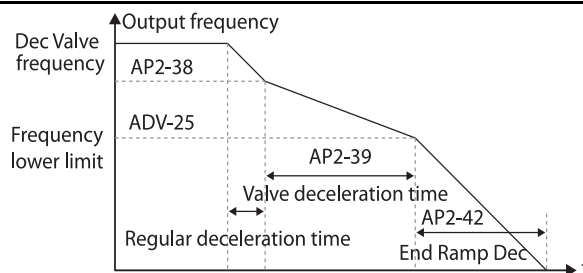 Output frequency
Dec Valve
frequency
AP2-38
ADV-25
Frequency
lower limit
AP2-39
Valve deceleration time
AP2-42
Regular deceleration time
End Ramp Dec